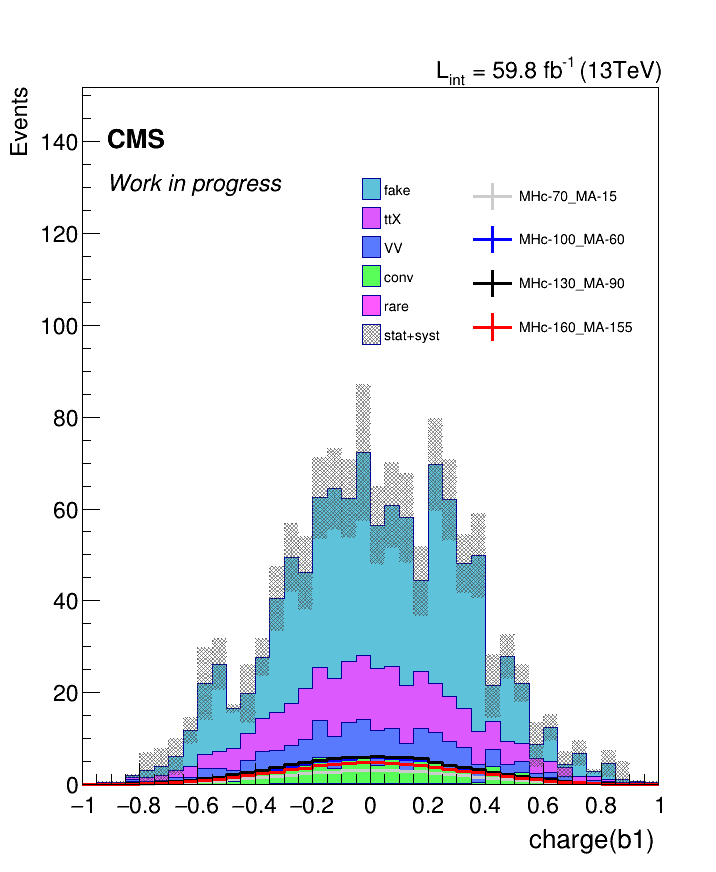 L_int = 59.8 fb^-1 (13TeV)
Events
140
120
100
80
60
40
20
0
CMS
Work in progress
fake
ttX
VV
conv
rare
stat+syst
MHc-70_MA-15
MHc-100_MA-60
MHc-130_MA-90
MHc-160_MA-155
−1 −0.8 −0.6 −0.4 −0.2 0 0.2 0.4 0.6 0.8 1
charge(b1)